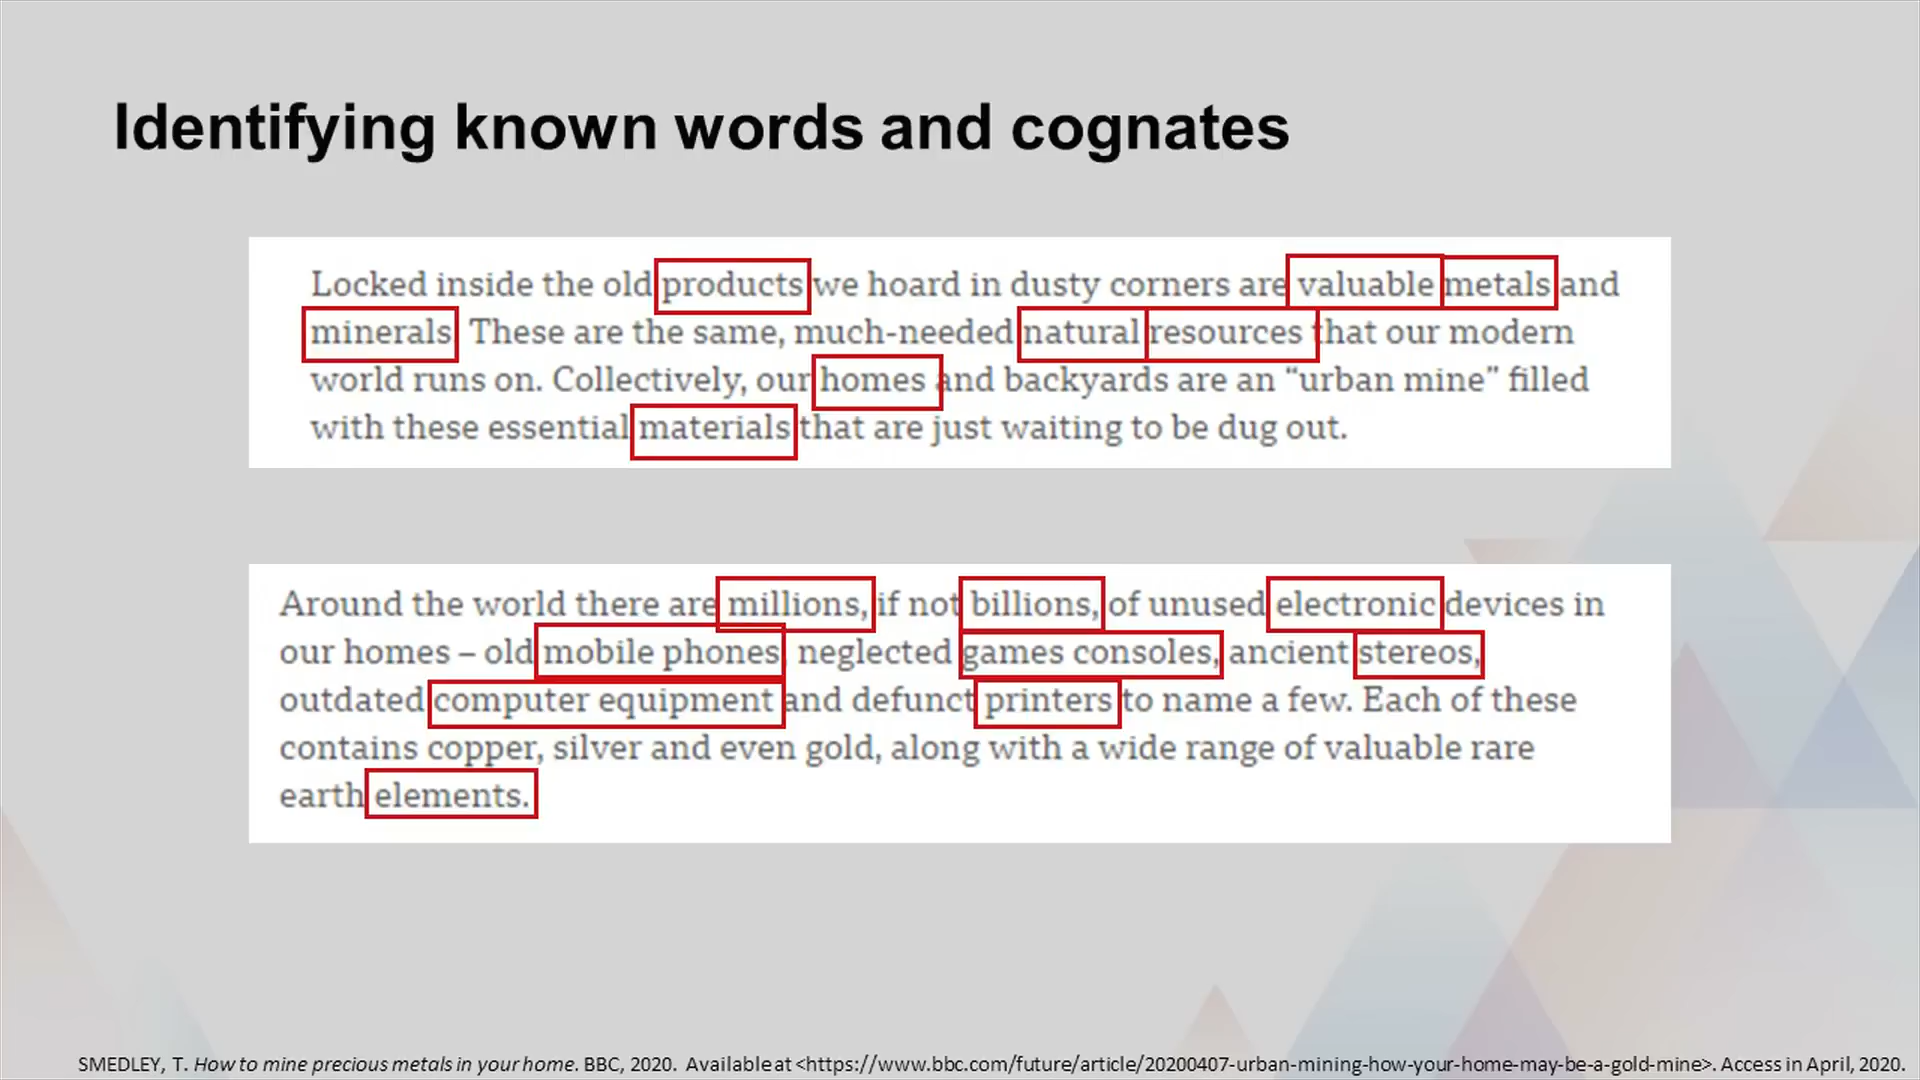 Identifying known words and cognates
Locked inside the old products we hoard in dusty corners are valuable metals and
minerals These are the same, much-needed natural resources that our modern
world runs on. Collectively, our homes and backyards are an “urban mine” filled
with these essential materials that are just waiting to be dug out.
Around the world there are millions, if not billions, of unused electronic devices in
our homes – old mobile phones, neglected games consoles, ancient stereos,
outdated computer equipment and defunct printers to name a few. Each of these
contains copper, silver and even gold, along with a wide range of valuable rare
earth elements.
SMEDLEY, T. How to mine precious metals in your home. BBC, 2020. Available at <https://www.bbc.com/future/article/20200407-urban-mining-how-your-home-may-be-a-gold-mine>. Access in April, 2020.